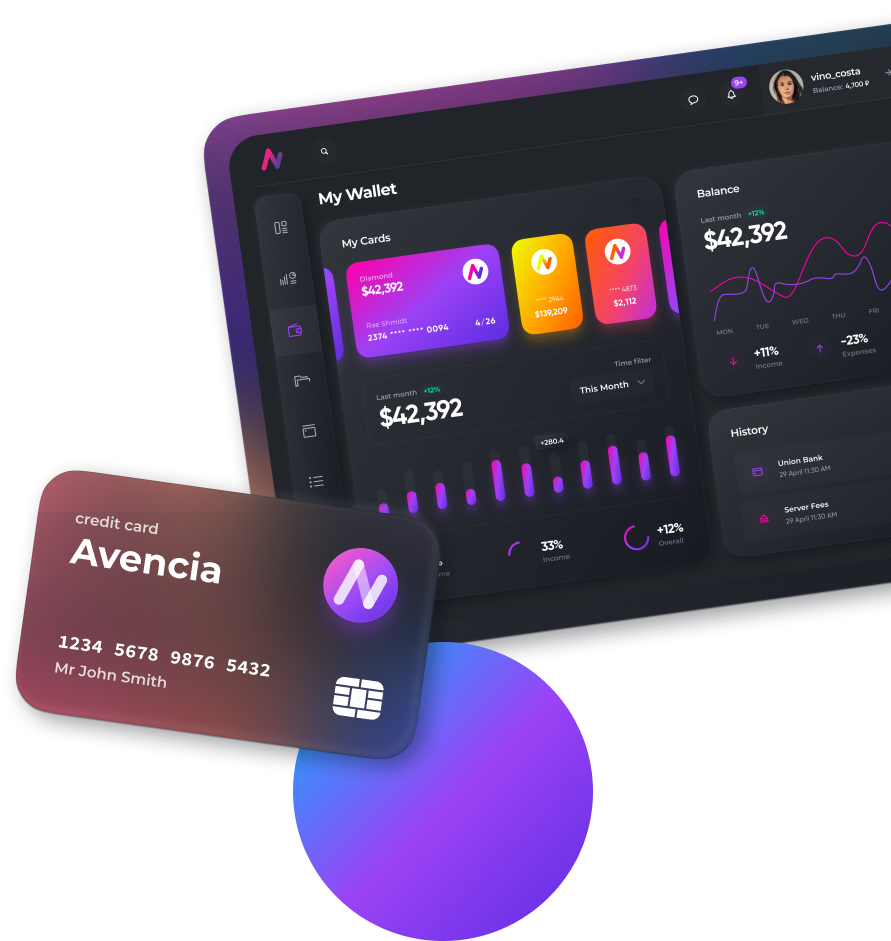 9+
vino_costa
Balance: 4,700 ₽
My Wallet
My Cards
Diamond
$42,392
Rae Shmidt
2374 **** **** 0094
4/26
**** 2944
$139,209
**** 4873
$2,112
Last month +12%
$42,392
Time filter
This Month
+280.4
33%
Income
+12%
Overall
Balance
Last month +12%
$42,392
MON TUE WED THU FRI
+11%
Income
-23%
Expenses
History
Union Bank
29 April 11:30 AM
Server Fees
29 April 11:30 AM
credit card
Avencia
1234 5678 9876 5432
Mr John Smith